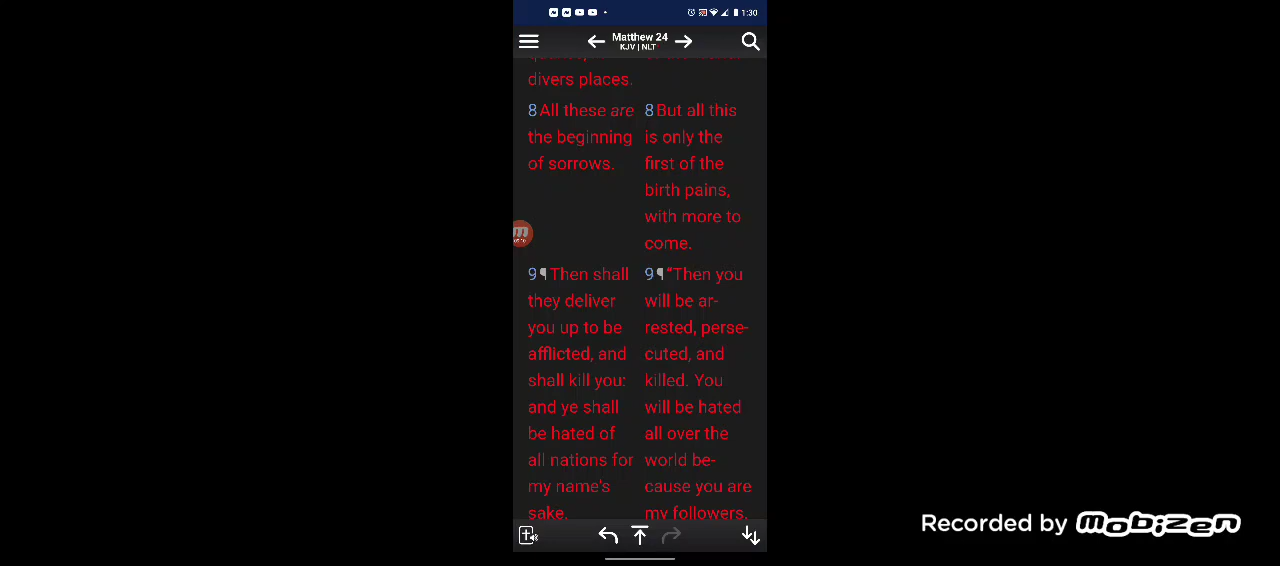 1:30
Matthew 24
KJV | NLT
divers places.
8 All these are
the beginning
of sorrows.
9 ¶ Then shall
they deliver
you up to be
afflicted, and
shall kill you:
and ye shall
be hated of
all nations for
my name's
sake.
8 But all this
is only the
first of the
birth pains,
with more to
come.
9 ¶ “Then you
will be ar-
rested, perse-
cuted, and
killed. You
will be hated
all over the
world be-
cause you are
my followers.
Recorded by mobizen